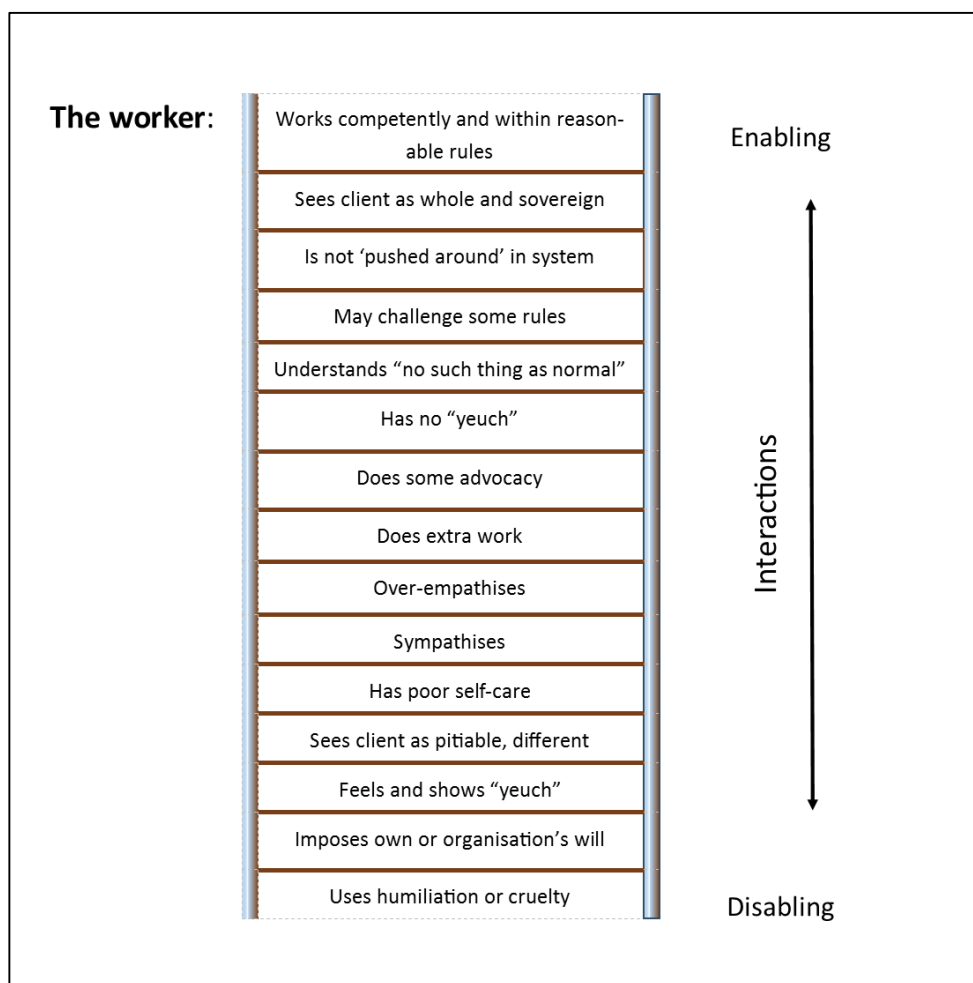 The worker:
Works competently and within reason-
able rules
Enabling
Sees client as whole and sovereign
Is not ‘pushed around’ in system
May challenge some rules
Understands “no such thing as normal”
Has no “yeuch”
Does some advocacy
Does extra work
Over-empathises
Sympathises
Has poor self-care
Sees client as pitiable, different
Feels and shows “yeuch”
Imposes own or organisation’s will
Uses humiliation or cruelty
Interactions
Disabling